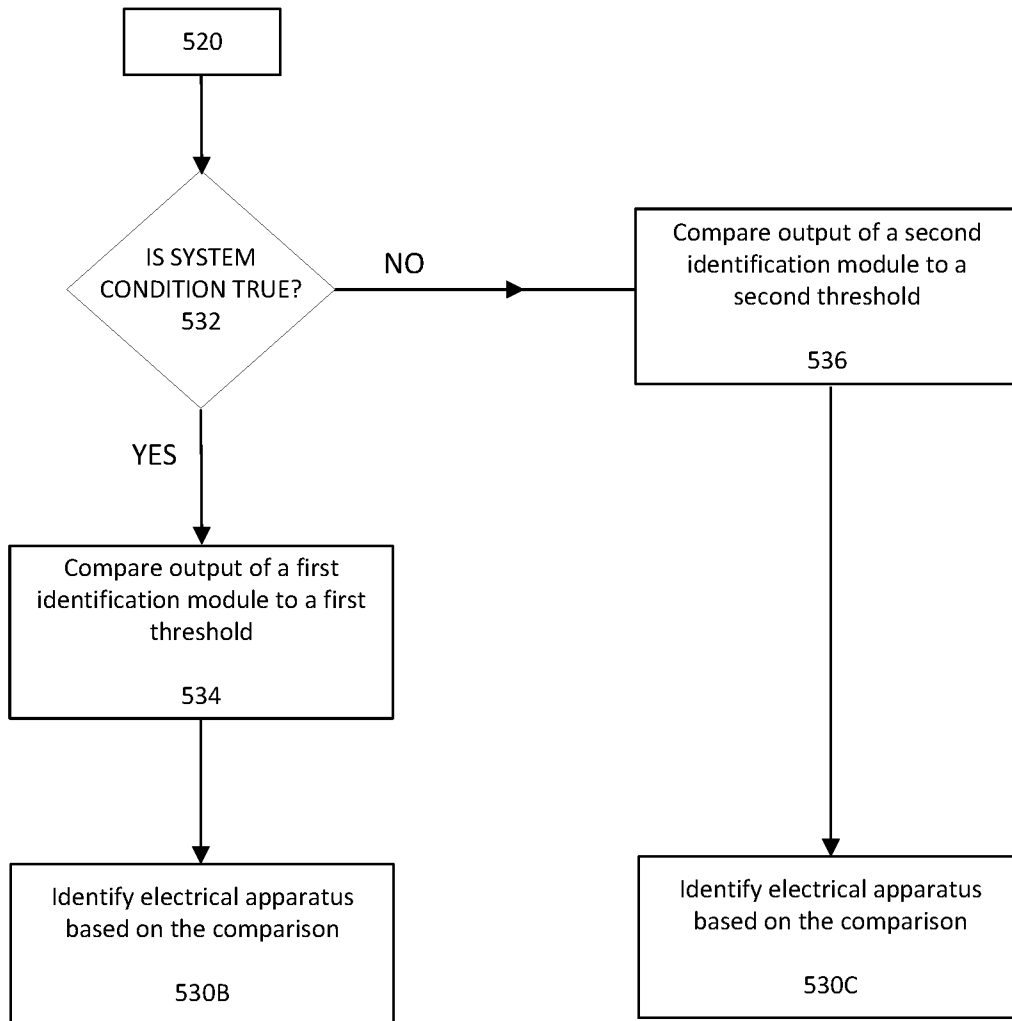 520
IS SYSTEM
CONDITION TRUE?
532
NO
Compare output of a second
identification module to a
second threshold
536
YES
Compare output of a first
identification module to a first
threshold
534
Identify electrical apparatus
based on the comparison
530B
Identify electrical apparatus
based on the comparison
530C